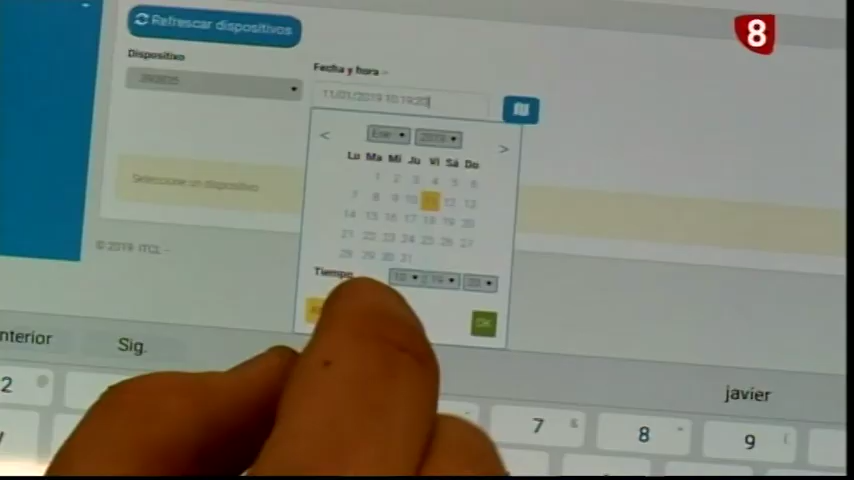 8
Refrescar dispositivos
Dispositivo
Fecha y hora
11/01/2019 10:19:20
< Ene 2019 >
Lu Ma Mi Ju Vi Sá Do
1 2 3 4 5 6
7 8 9 10 11 12 13
14 15 16 17 18 19 20
21 22 23 24 25 26 27
28 29 30 31
Seleccione un dispositivo
© 2019 ITCL
Tiempo 10 : 19
OK
nterior Sig. javier
2 7 & 8 9 (